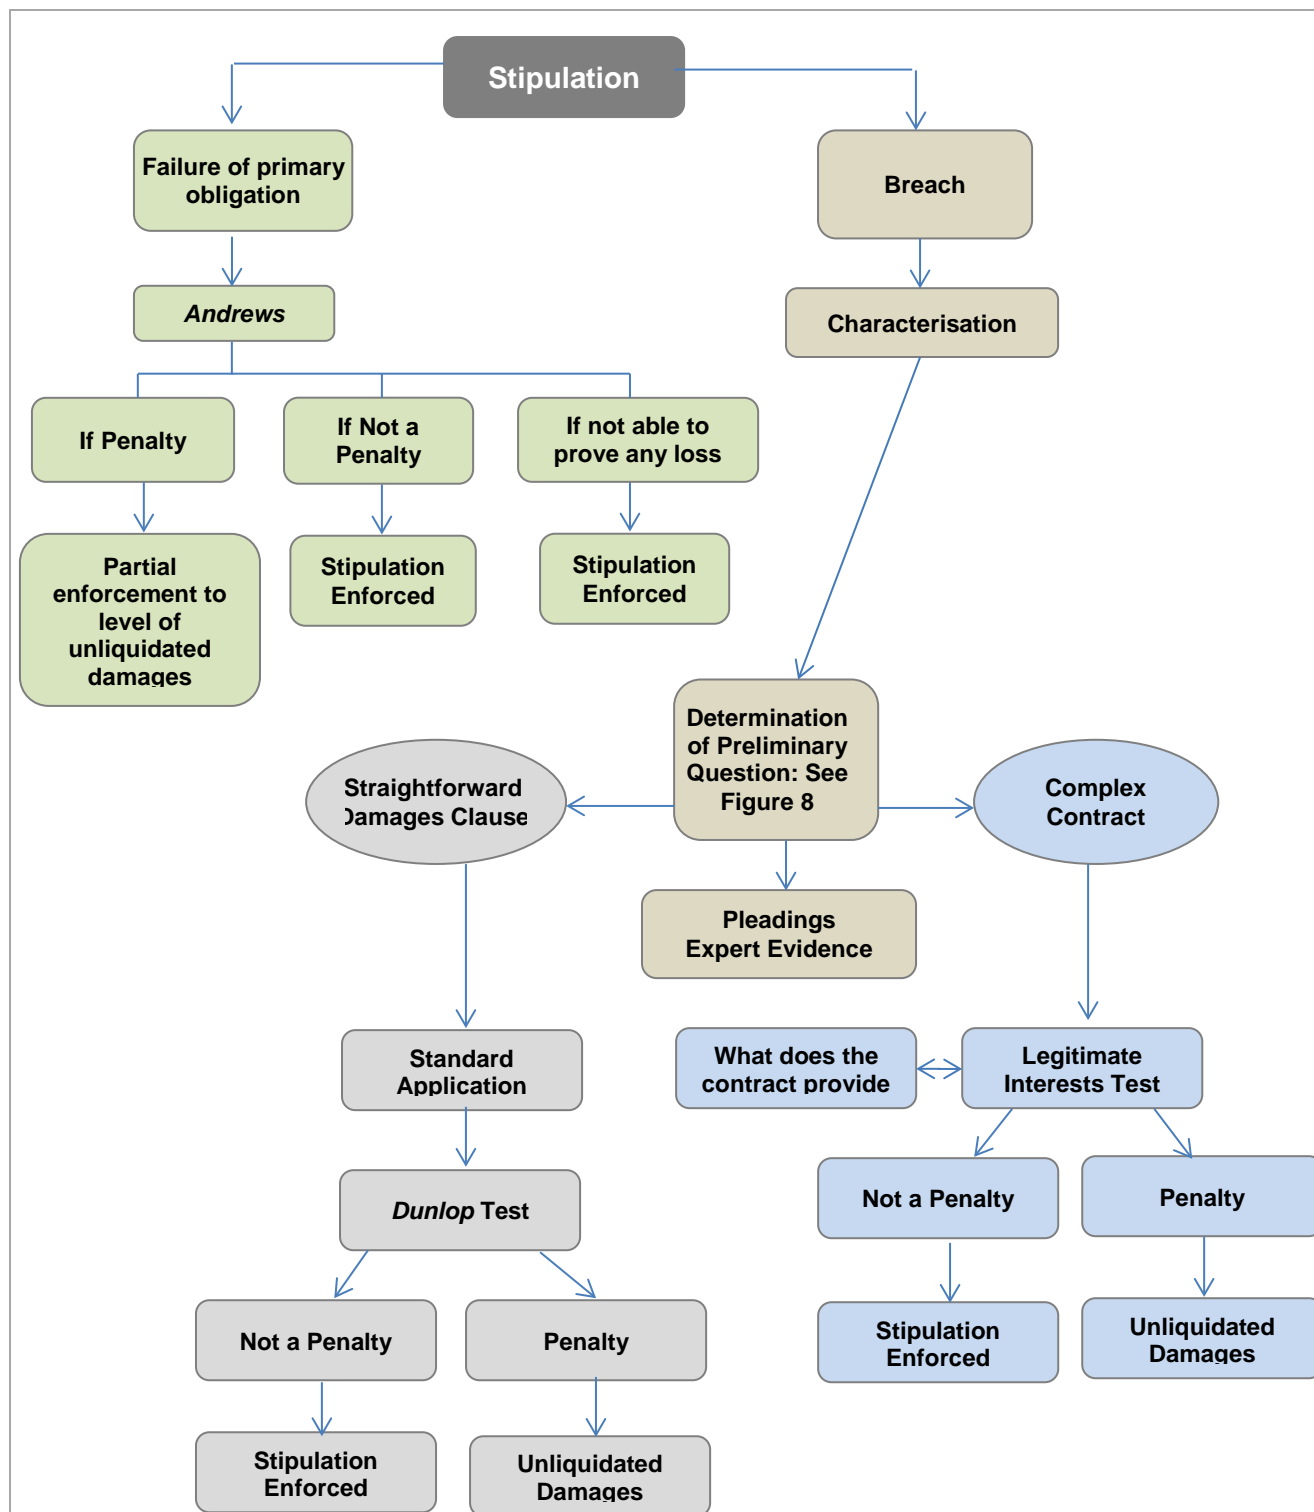 Stipulation
Failure of primary
obligation
Breach
Andrews
Characterisation
If Penalty
If Not a
Penalty
If not able to
prove any loss
Partial
enforcement to
level of
unliquidated
damages
Stipulation
Enforced
Stipulation
Enforced
Determination
of Preliminary
Question: See
Figure 8
Straightforward
Damages Clause
Complex
Contract
Pleadings
Expert Evidence
Standard
Application
What does the
contract provide
Legitimate
Interests Test
Dunlop Test
Not a Penalty
Penalty
Not a Penalty
Penalty
Stipulation
Enforced
Unliquidated
Damages
Stipulation
Enforced
Unliquidated
Damages